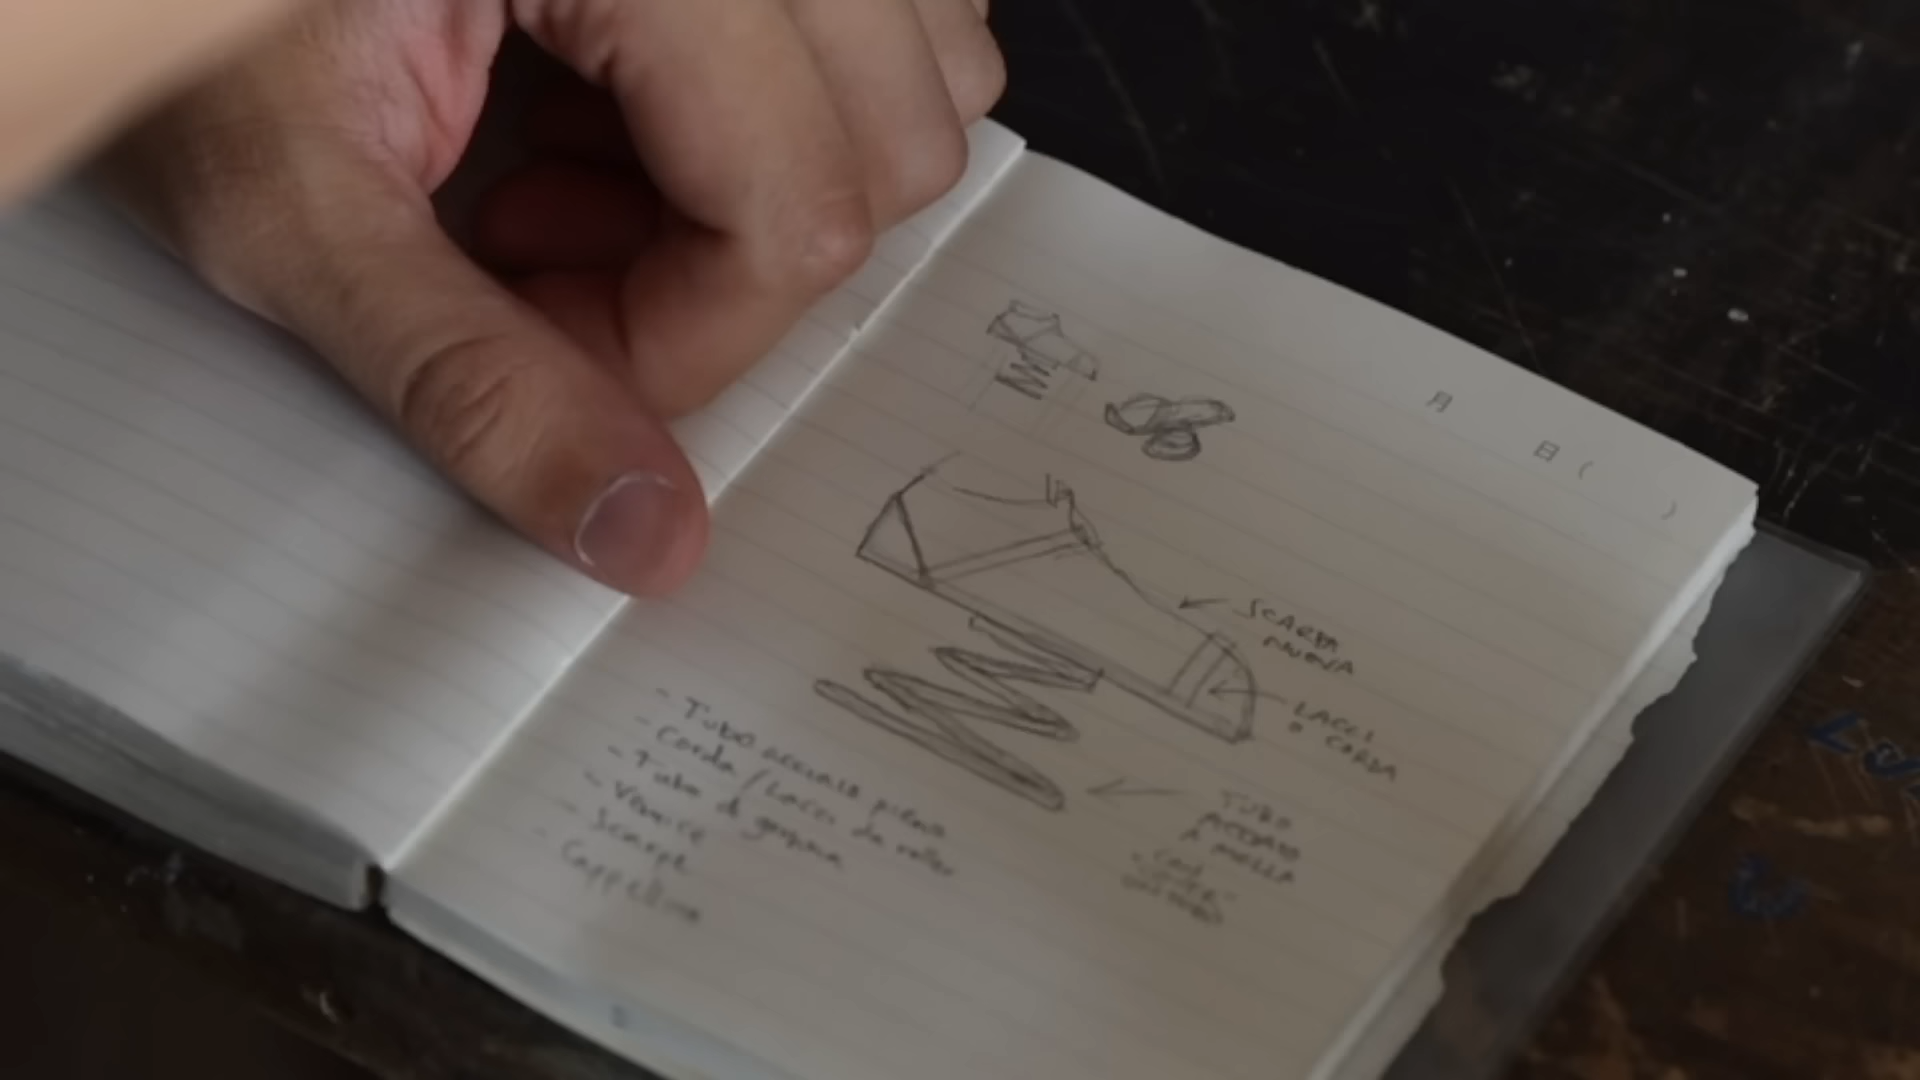 月
日 ( )
SCARPA
NUOVA
LACCI
O CORDA
- Tubo acciaio pieno
- Corda / Lacci da roller
- Tubo di gomma
- Vernice
- Scarpe
- Cappellino
TUBO
ACCIAIO
A MOLLA